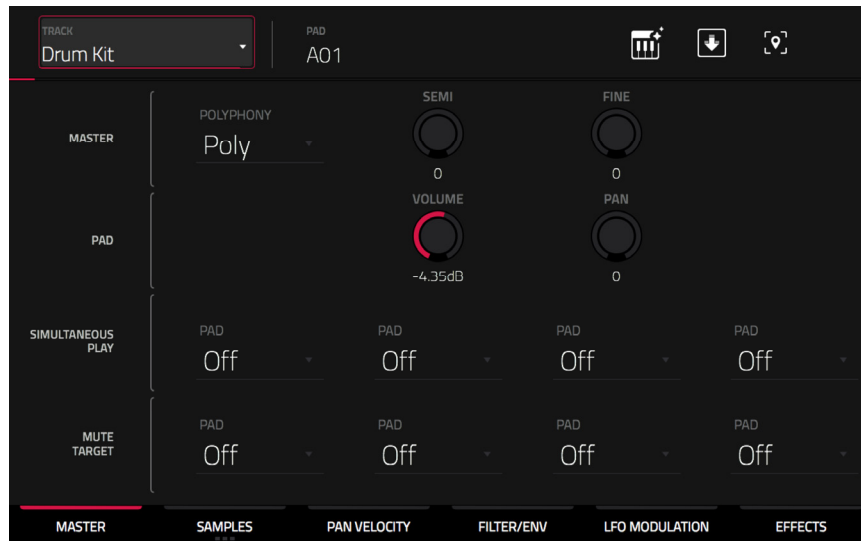 TRACK
Drum Kit
PAD
A01
MASTER
POLYPHONY
Poly
SEMI
0
FINE
0
PAD
VOLUME
-4.35dB
PAN
0
SIMULTANEOUS
PLAY
PAD
Off
PAD
Off
PAD
Off
PAD
Off
MUTE
TARGET
PAD
Off
PAD
Off
PAD
Off
PAD
Off
MASTER SAMPLES PAN VELOCITY FILTER/ENV LFO MODULATION EFFECTS